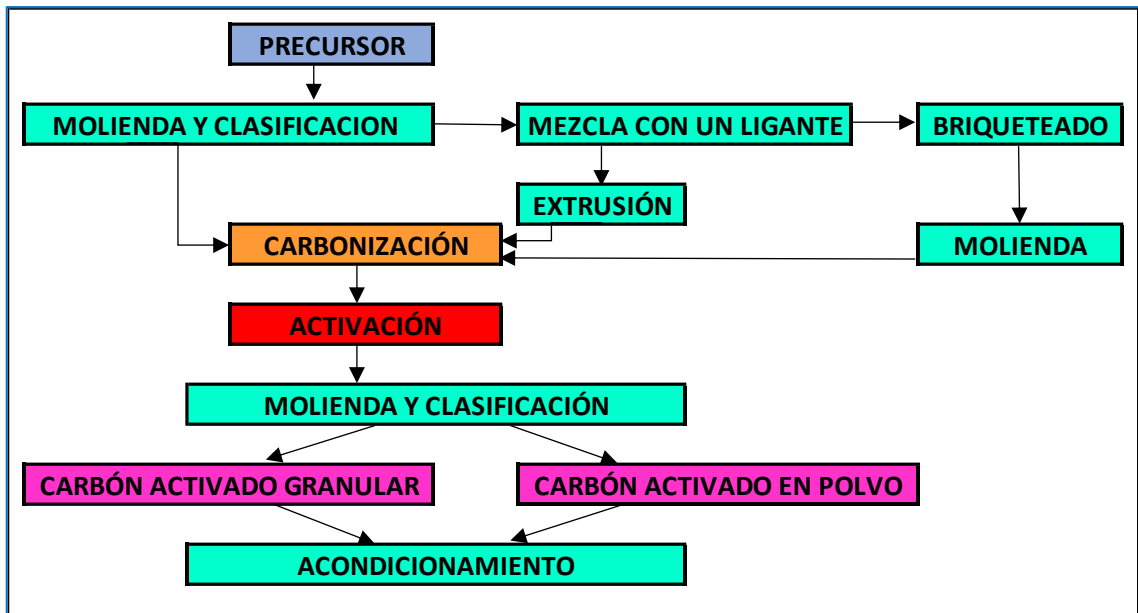 PRECURSOR
MOLIENDA Y CLASIFICACION
MEZCLA CON UN LIGANTE
BRIQUETEADO
EXTRUSIÓN
CARBONIZACIÓN
MOLIENDA
ACTIVACIÓN
MOLIENDA Y CLASIFICACIÓN
CARBÓN ACTIVADO GRANULAR
CARBÓN ACTIVADO EN POLVO
ACONDICIONAMIENTO